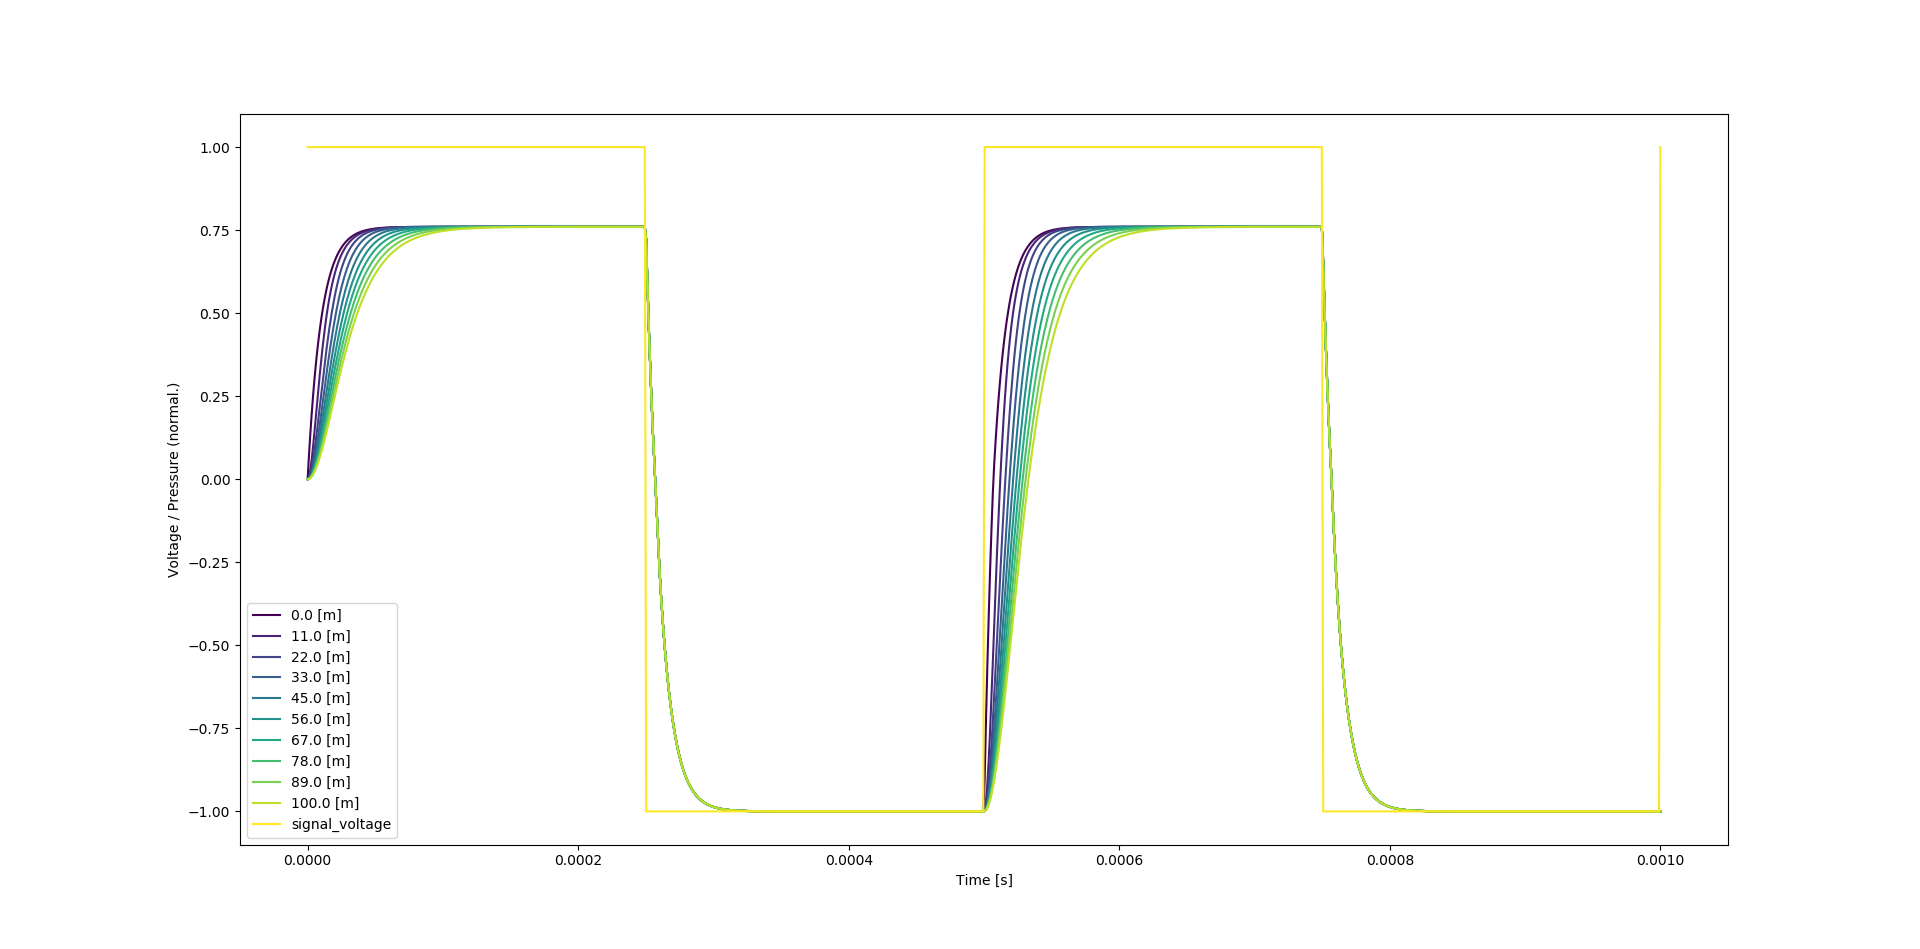 1.00
0.75
0.50
0.25
0.00
−0.25
−0.50
−0.75
−1.00
Voltage / Pressure (normal.)
0.0 [m]
11.0 [m]
22.0 [m]
33.0 [m]
45.0 [m]
56.0 [m]
67.0 [m]
78.0 [m]
89.0 [m]
100.0 [m]
signal_voltage
0.0000 0.0002 0.0004 0.0006 0.0008 0.0010
Time [s]